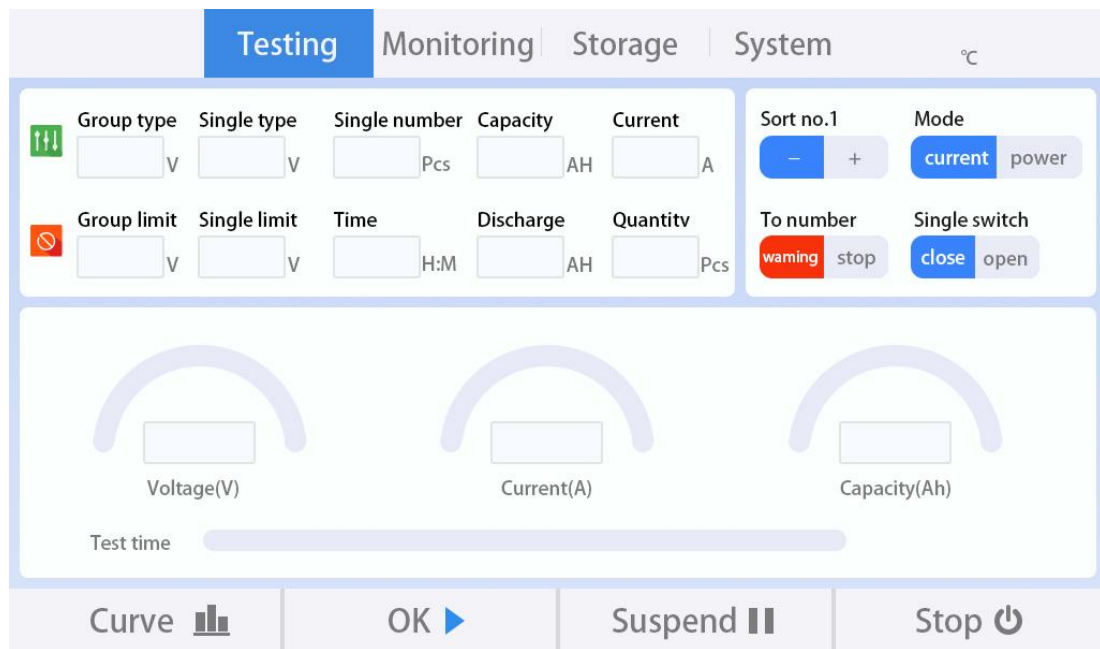 Testing Monitoring Storage System ℃
Group type Single type Single number Capacity Current
V V Pcs AH A
Group limit Single limit Time Discharge Quantity
V V H:M AH Pcs
Sort no.1 Mode
− + current power
To number Single switch
waming stop close open
Voltage(V) Current(A) Capacity(Ah)
Test time
Curve OK Suspend Stop